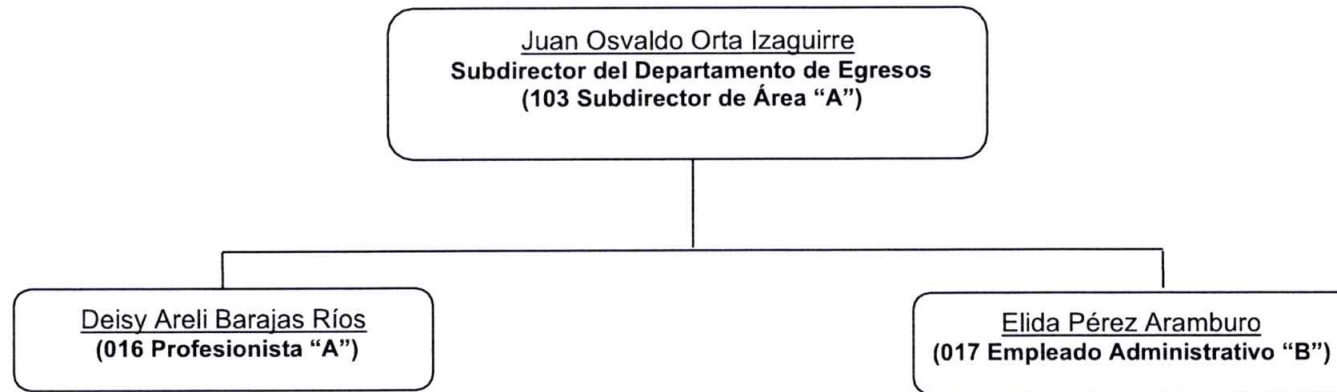 Juan Osvaldo Orta Izaguirre
Subdirector del Departamento de Egresos
(103 Subdirector de Área “A”)
Deisy Areli Barajas Ríos
(016 Profesionista “A”)
Elida Pérez Aramburo
(017 Empleado Administrativo “B”)